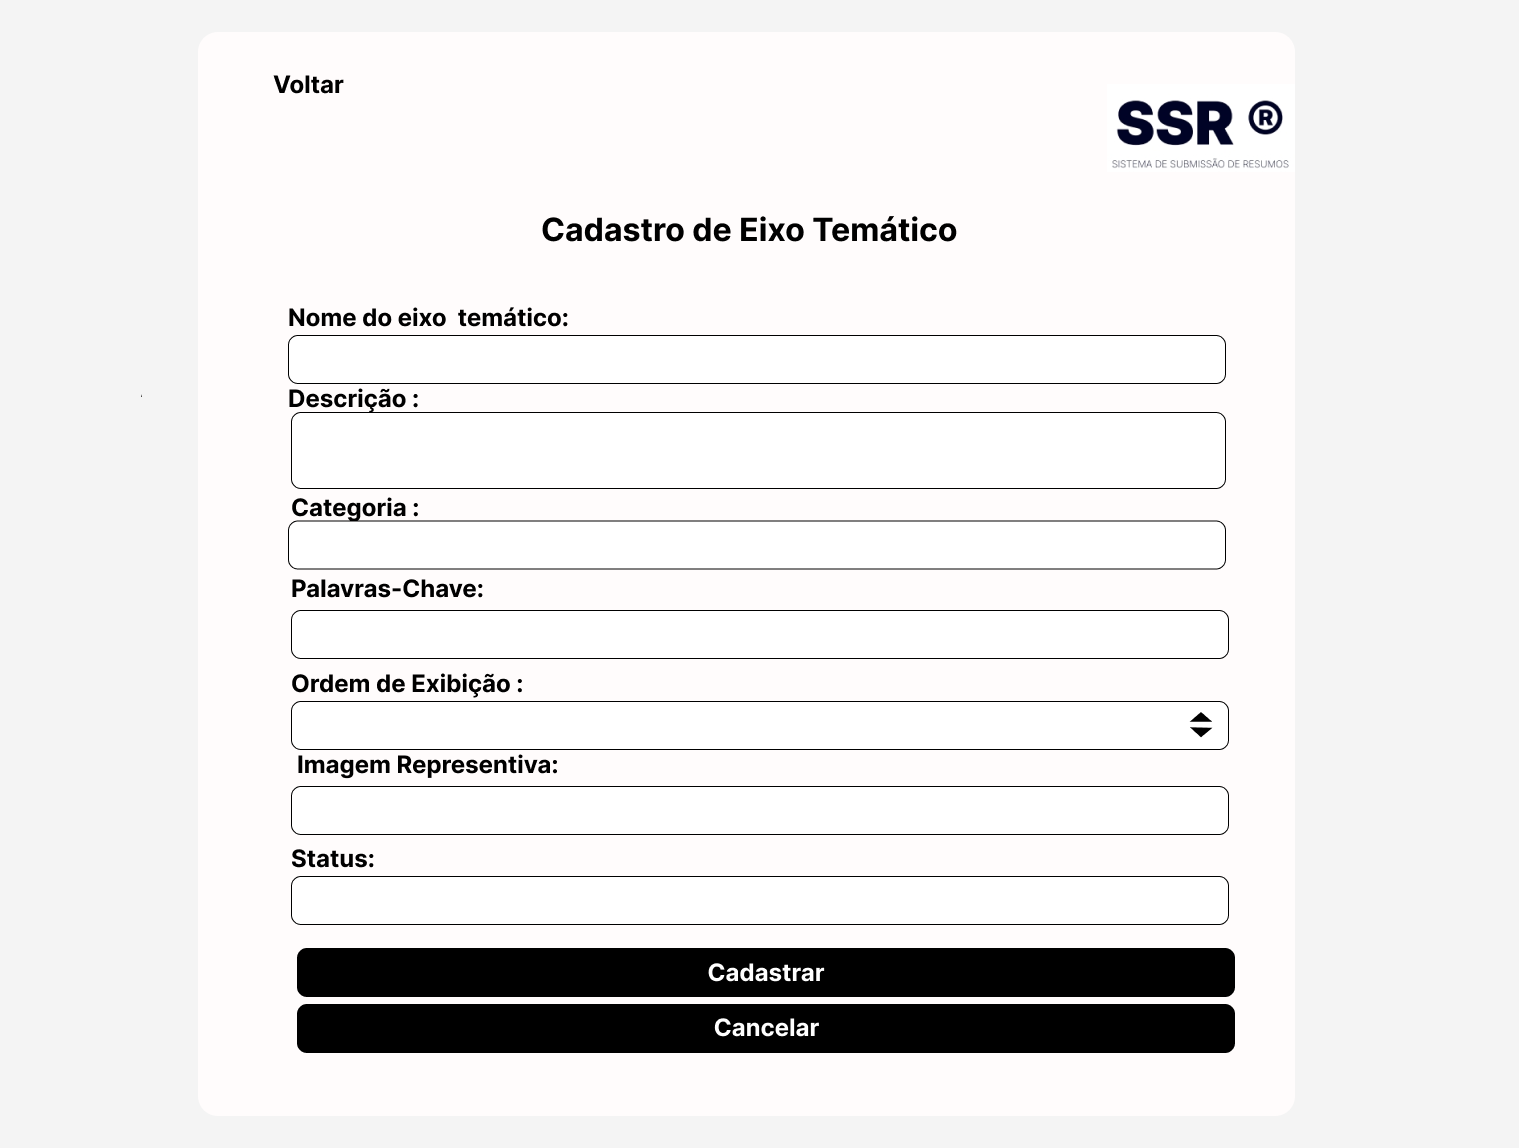 Voltar
SSR ®
SISTEMA DE SUBMISSÃO DE RESUMOS
Cadastro de Eixo Temático
Nome do eixo  temático:
Descrição :
Categoria :
Palavras-Chave:
Ordem de Exibição :
Imagem Representiva:
Status:
Cadastrar
Cancelar